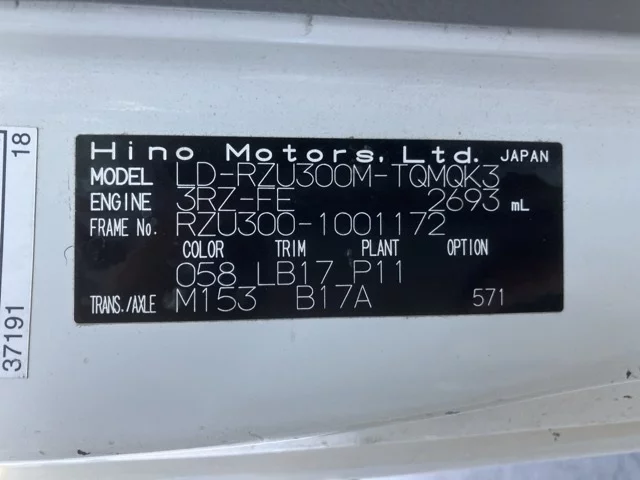 Hino Motors, Ltd. JAPAN
MODEL LD-RZU300M-TQMQK3
ENGINE 3RZ-FE 2693 mL
FRAME No. RZU300-1001172
COLOR TRIM PLANT OPTION
058 LB17 P11
TRANS./AXLE M153 B17A 571
37191 18